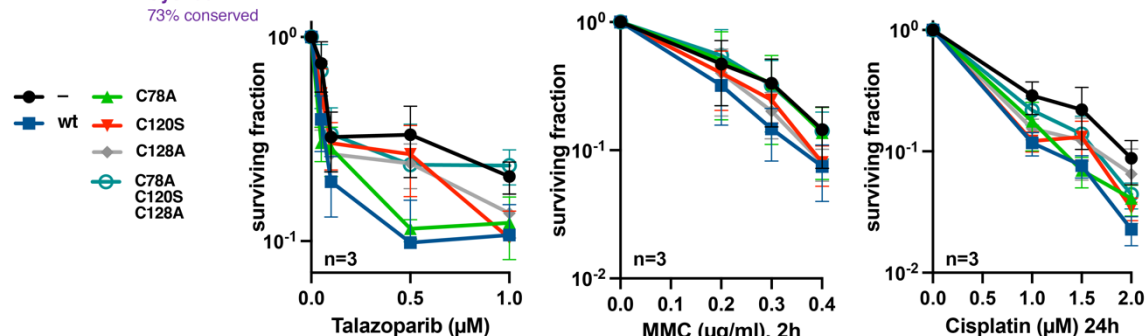 y
73% conserved
–
wt
C78A
C120S
C128A
C78A
C120S
C128A
surviving fraction
10⁰
10⁻¹
n=3
0.0 0.5 1.0
Talazoparib (µM)
surviving fraction
10⁰
10⁻¹
10⁻²
n=3
0.0 0.1 0.2 0.3 0.4
MMC (µg/ml), 2h
surviving fraction
10⁰
10⁻¹
10⁻²
n=3
0.0 0.5 1.0 1.5 2.0
Cisplatin (µM) 24h